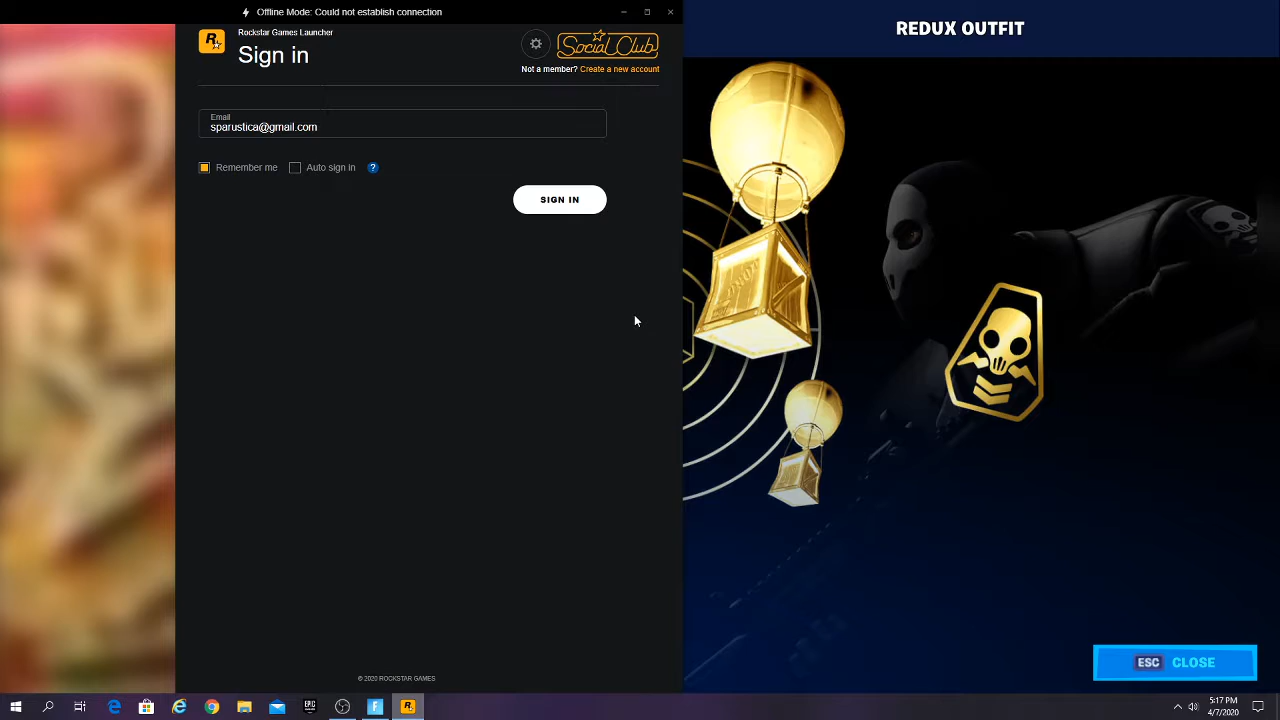 Offline Mode: Could not establish connection
Rockstar Games Launcher
Sign in
Social Club
Not a member? Create a new account
Email
sparustica@gmail.com
Remember me
Auto sign in
?
SIGN IN
© 2020 ROCKSTAR GAMES
REDUX OUTFIT
ESC CLOSE
EPIC
5:17 PM
4/7/2020